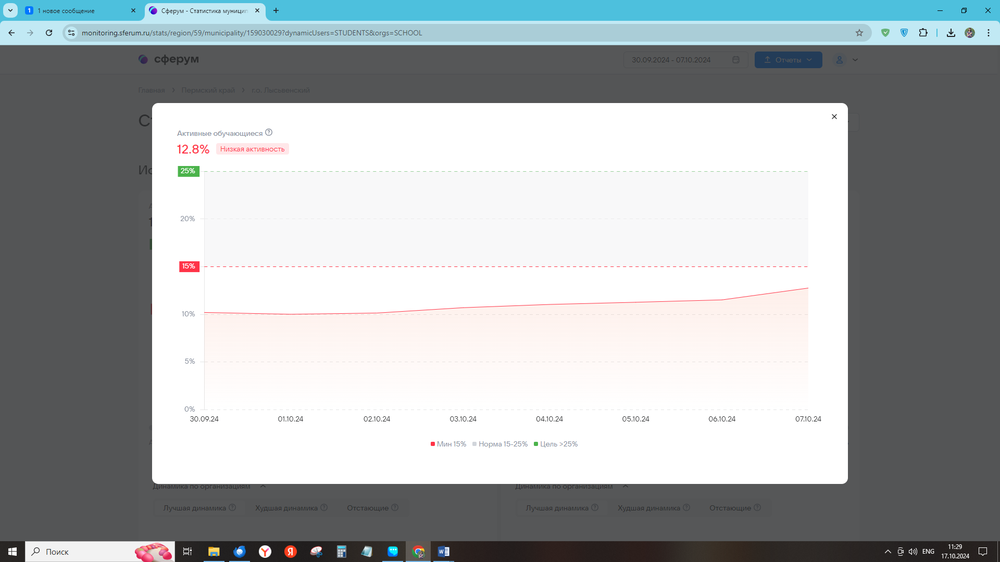 1 новое сообщение
Сферум - Статистика муницип
monitoring.sferum.ru/stats/region/59/municipality/159030029?dynamicUsers=STUDENTS&orgs=SCHOOL
сферум
30.09.2024 - 07.10.2024
Отчеты
Главная > Пермский край > г.о. Лысьвенский
Активные обучающиеся
12.8% Низкая активность
25%
20%
15%
10%
5%
0%
30.09.24 01.10.24 02.10.24 03.10.24 04.10.24 05.10.24 06.10.24 07.10.24
Мин 15% Норма 15-25% Цель >25%
Динамика по организациям Динамика по организациям
Лучшая динамика Худшая динамика Отстающие Лучшая динамика Худшая динамика Отстающие
Поиск
ENG
11:29
17.10.2024